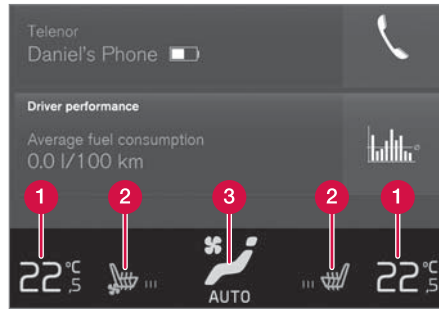 Telenor
Daniel's Phone
Driver performance
Average fuel consumption
0.0 l/100 km
1 2 3 2 1
22°C,5 22°C,5
AUTO